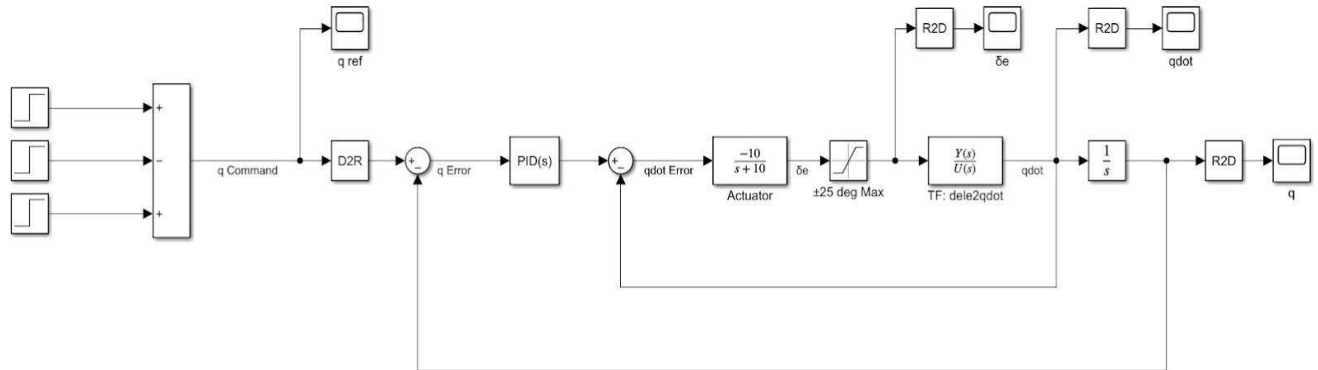 R2D
δe
R2D
qdot
q ref
+
−
+
q Command
D2R
+
−
q Error
PID(s)
+
−
qdot Error
-10
s + 10
Actuator
δe
±25 deg Max
Y(s)
U(s)
TF: dele2qdot
qdot
1
s
R2D
q